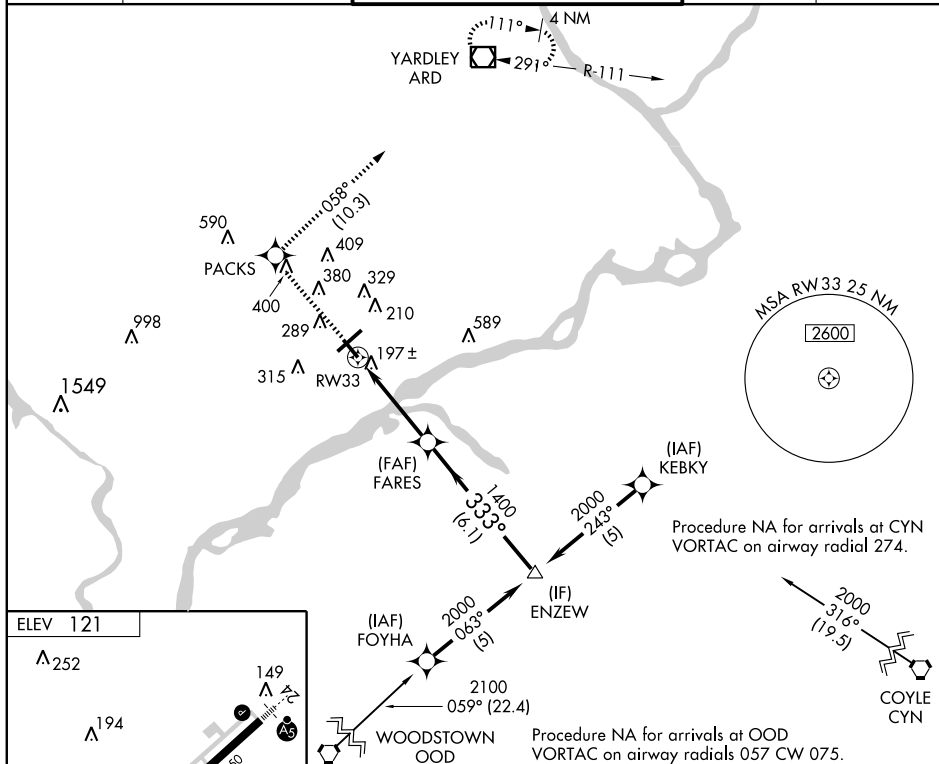 111°
4 NM
YARDLEY
ARD
291°
R-111
058°
(10.3)
590
409
PACKS
380
329
400
210
289
589
998
197±
315
RW33
1549
MSA RW33 25 NM
2600
(FAF)
FARES
(IAF)
KEBKY
1400
333°
(6.1)
2000
243°
(5)
Procedure NA for arrivals at CYN
VORTAC on airway radial 274.
(IF)
ENZEW
2000
316°
(19.5)
(IAF)
FOYHA
2000
063°
(5)
ELEV 121
252
149
24
P
A5
194
COYLE
CYN
2100
059° (22.4)
WOODSTOWN
OOD
Procedure NA for arrivals at OOD
VORTAC on airway radials 057 CW 075.